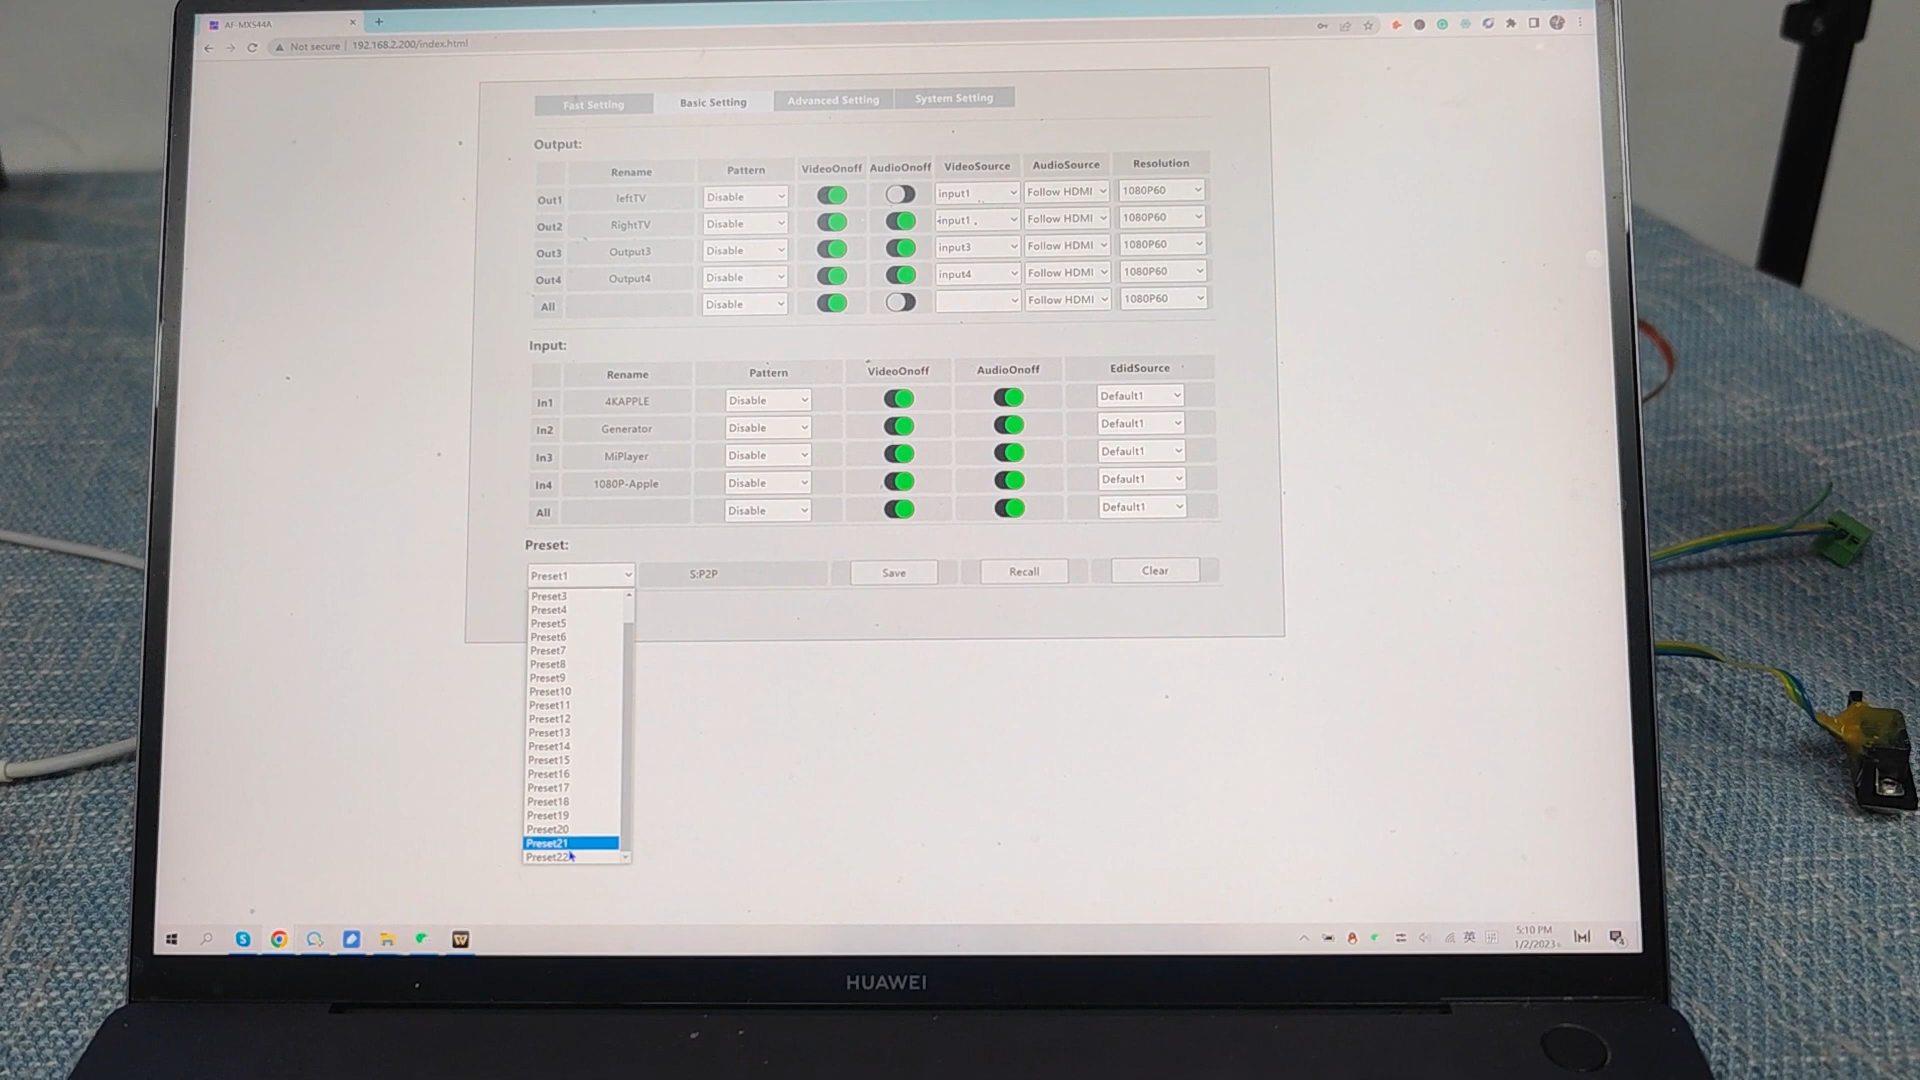 AF-MX544A
Not secure | 192.168.2.200/index.html
Fast Setting Basic Setting Advanced Setting System Setting
Output:
Rename Pattern VideoOnoff AudioOnoff VideoSource AudioSource Resolution
Out1 leftTV Disable input1 Follow HDMI 1080P60
Out2 RightTV Disable input1 Follow HDMI 1080P60
Out3 Output3 Disable input3 Follow HDMI 1080P60
Out4 Output4 Disable input4 Follow HDMI 1080P60
All Disable Follow HDMI 1080P60
Input:
Rename Pattern VideoOnoff AudioOnoff EdidSource
In1 4KAPPLE Disable Default1
In2 Generator Disable Default1
In3 MiPlayer Disable Default1
In4 1080P-Apple Disable Default1
All Disable Default1
Preset:
Preset1 S:P2P Save Recall Clear
Preset3
Preset4
Preset5
Preset6
Preset7
Preset8
Preset9
Preset10
Preset11
Preset12
Preset13
Preset14
Preset15
Preset16
Preset17
Preset18
Preset19
Preset20
Preset21
Preset22
英 5:10 PM
1/2/2023
HUAWEI